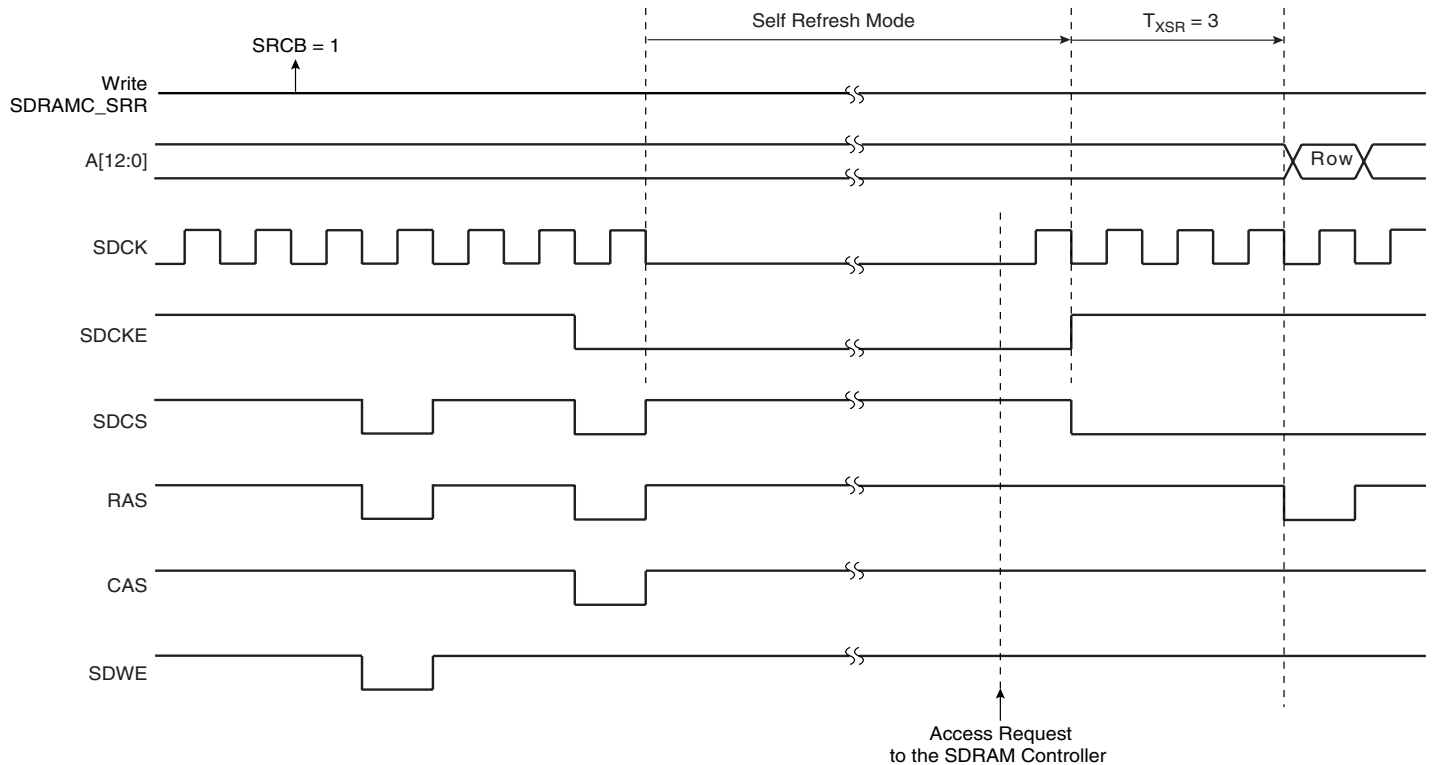 Self Refresh Mode
TXSR = 3
SRCB = 1
Write
SDRAMC_SRR
A[12:0]
Row
SDCK
SDCKE
SDCS
RAS
CAS
SDWE
Access Request
to the SDRAM Controller